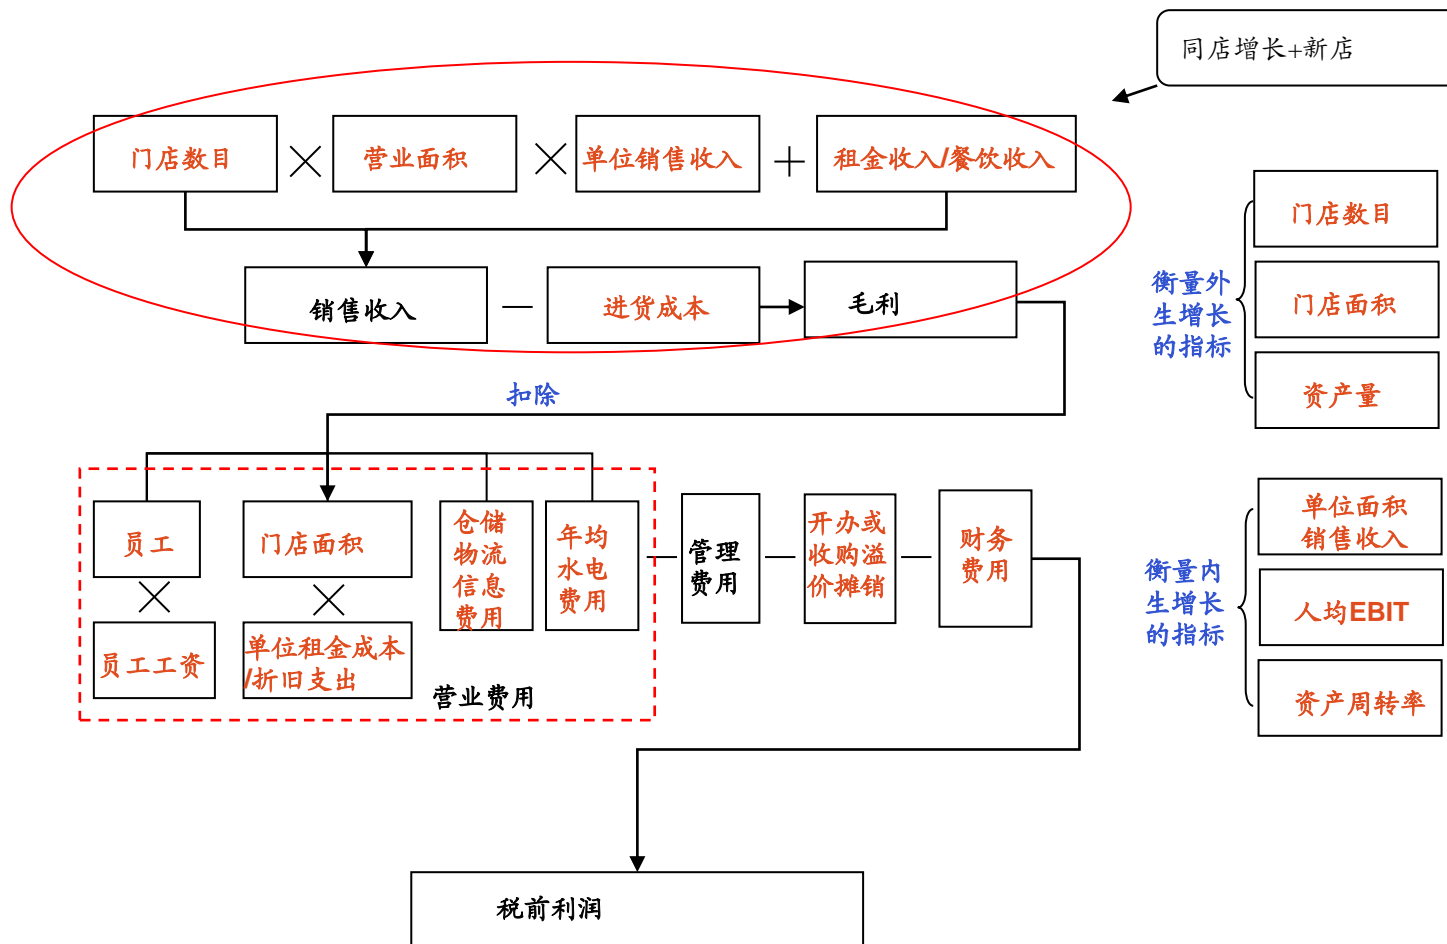 同店增长+新店
门店数目
营业面积
单位销售收入
租金收入/餐饮收入
销售收入
进货成本
毛利
扣除
员工
门店面积
仓储
物流
信息
费用
年均
水电
费用
管理
费用
开办或
收购溢
价摊销
财务
费用
员工工资
单位租金成本
/折旧支出
营业费用
税前利润
衡量外
生增长
的指标
门店数目
门店面积
资产量
衡量内
生增长
的指标
单位面积
销售收入
人均EBIT
资产周转率